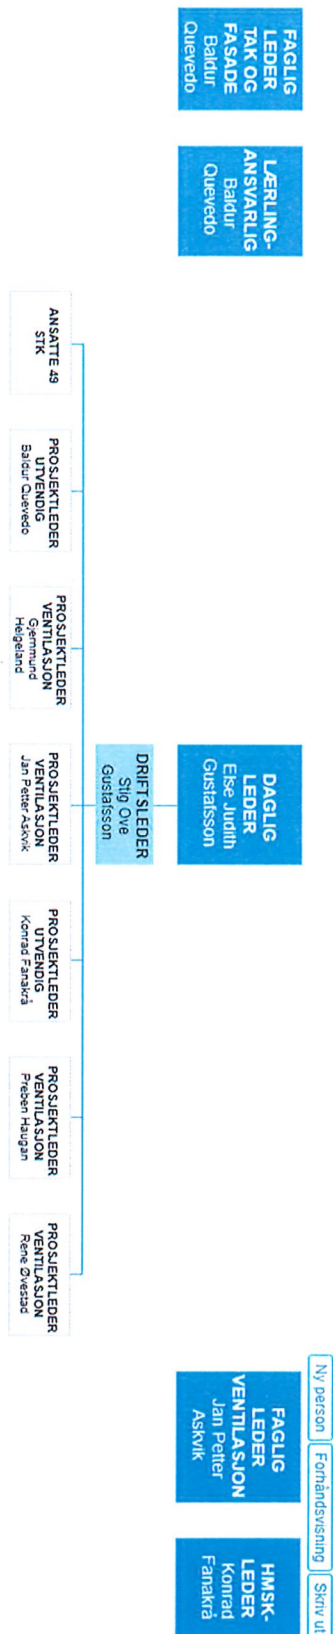 Ny person
Forhåndsvisning
Skriv ut
FAGLIG
LEDER
TAK OG
FASADE
Baldur
Quevedo
LÆRLING-
ANSVARLIG
Baldur
Quevedo
DAGLIG
LEDER
Else Judith
Gustafsson
FAGLIG
LEDER
VENTILASJON
Jan Petter
Askvik
HMSK-
LEDER
Konrad
Fanakrå
DRIFTSLEDER
Stig Ove
Gustafsson
ANSATTE 49
STK
PROSJEKTLEDER
UTVENDIG
Baldur Quevedo
PROSJEKTLEDER
VENTILASJON
Gjermund
Helgeland
PROSJEKTLEDER
VENTILASJON
Jan Petter Askvik
PROSJEKTLEDER
UTVENDIG
Konrad Fanakrå
PROSJEKTLEDER
VENTILASJON
Preben Haugan
PROSJEKTLEDER
VENTILASJON
Rene Øvestad